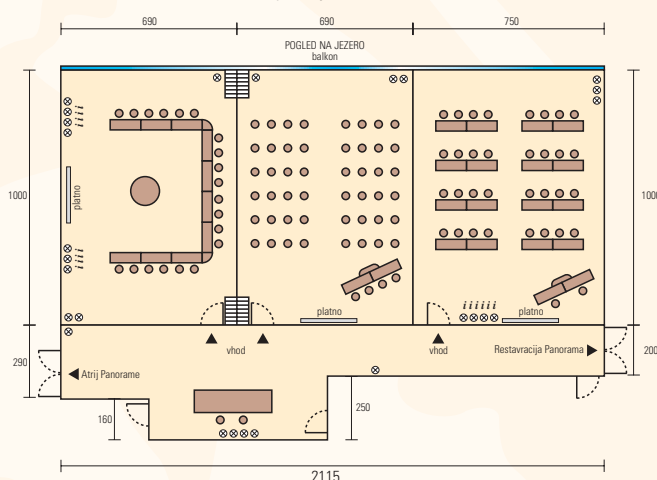 690
690
750
POGLED NA JEZERO
balkon
i
i
i
1000
platno
1000
i
i
i
platno
iiiiii
platno
vhod
vhod
Restavracija Panorama
290
200
Atrij Panorame
160
250
2115